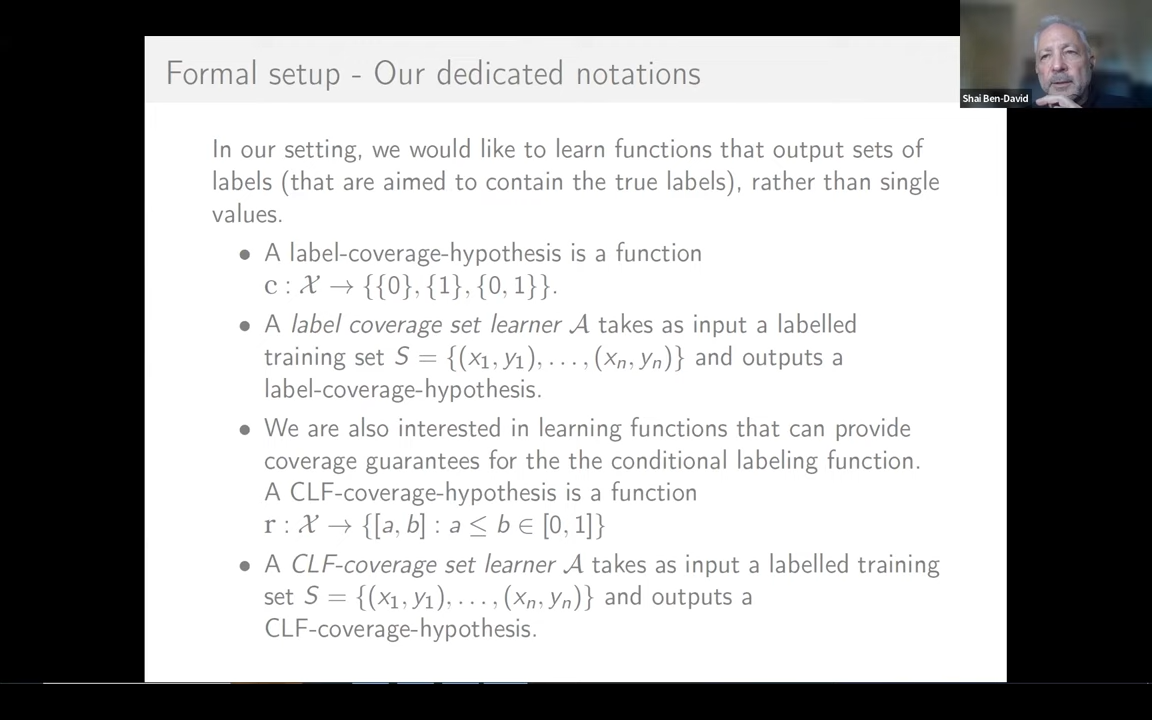 Formal setup - Our dedicated notations
Shai Ben-David
In our setting, we would like to learn functions that output sets of
labels (that are aimed to contain the true labels), rather than single
values.
• A label-coverage-hypothesis is a function
c : 𝒳 → {{0}, {1}, {0, 1}}.
• A label coverage set learner 𝒜 takes as input a labelled
training set S = {(x₁, y₁), . . . , (xₙ, yₙ)} and outputs a
label-coverage-hypothesis.
• We are also interested in learning functions that can provide
coverage guarantees for the the conditional labeling function.
A CLF-coverage-hypothesis is a function
r : 𝒳 → {[a, b] : a ≤ b ∈ [0, 1]}
• A CLF-coverage set learner 𝒜 takes as input a labelled training
set S = {(x₁, y₁), . . . , (xₙ, yₙ)} and outputs a
CLF-coverage-hypothesis.